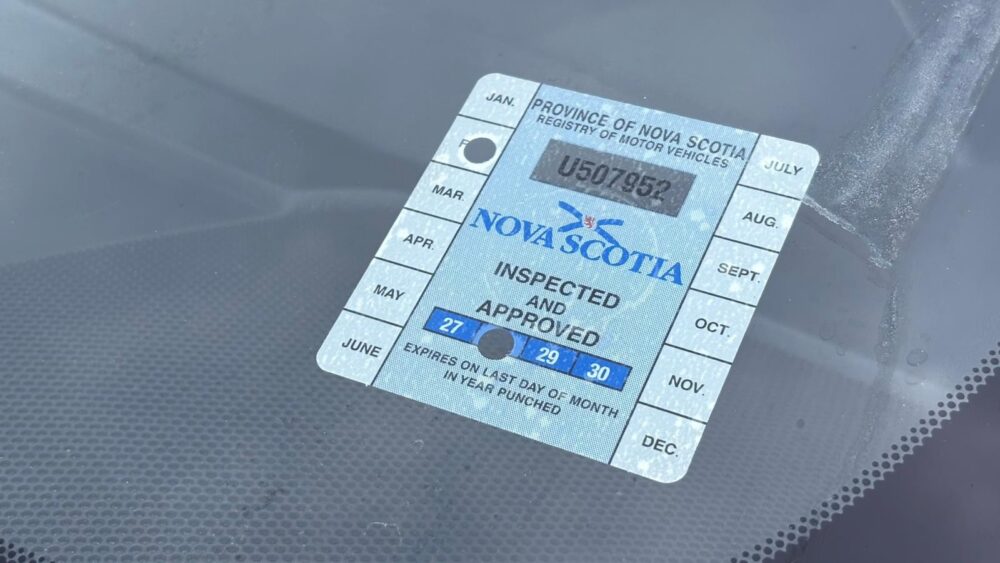 PROVINCE OF NOVA SCOTIA
REGISTRY OF MOTOR VEHICLES
U507952
NOVA SCOTIA
INSPECTED
AND
APPROVED
27 29 30
EXPIRES ON LAST DAY OF MONTH
IN YEAR PUNCHED
JAN.
MAR.
APR.
MAY
JUNE
JULY
AUG.
SEPT.
OCT.
NOV.
DEC.